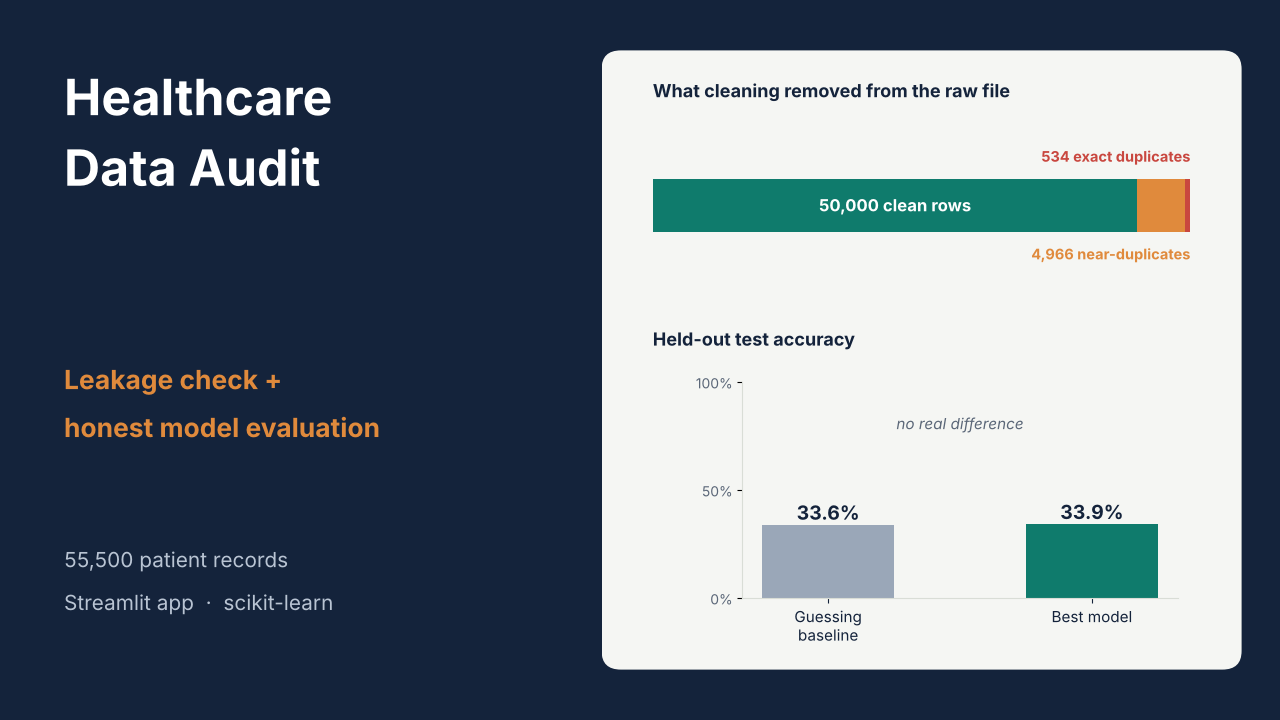 Healthcare
Data Audit
Leakage check +
honest model evaluation
55,500 patient records
Streamlit app · scikit-learn
What cleaning removed from the raw file
534 exact duplicates
50,000 clean rows
4,966 near-duplicates
Held-out test accuracy
100%
no real difference
50%
33.6%
33.9%
0%
Guessing
baseline
Best model